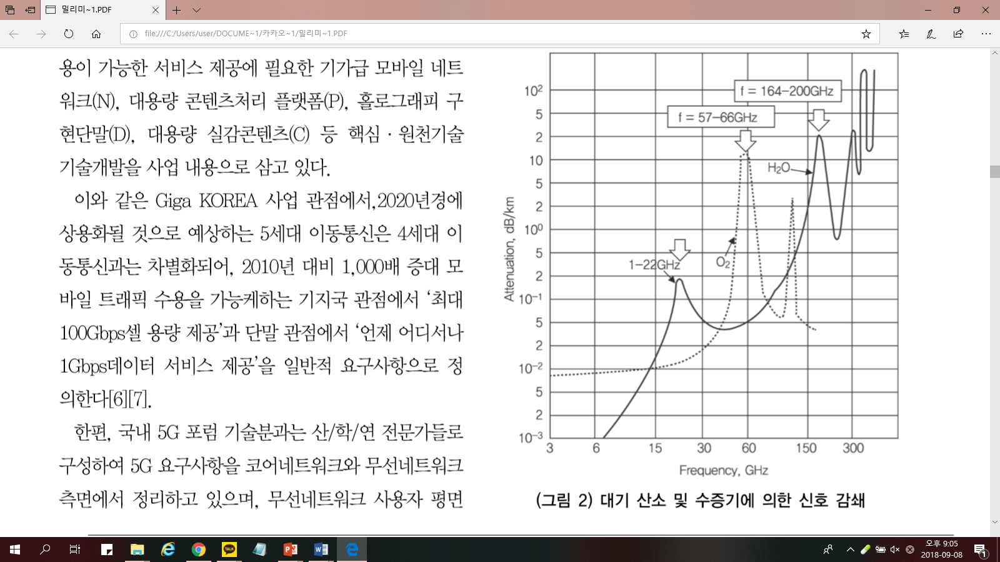 밀리미~1.PDF
file:///C:/Users/user/DOCUME~1/카카오~1/밀리미~1.PDF
용이 가능한 서비스 제공에 필요한 기가급 모바일 네트
워크(N), 대용량 콘텐츠처리 플랫폼(P), 홀로그래피 구
현단말(D), 대용량 실감콘텐츠(C) 등 핵심 · 원천기술
기술개발을 사업 내용으로 삼고 있다.
이와 같은 Giga KOREA 사업 관점에서,2020년경에
상용화될 것으로 예상하는 5세대 이동통신은 4세대 이
동통신과는 차별화되어, 2010년 대비 1,000배 증대 모
바일 트래픽 수용을 가능케하는 기지국 관점에서 ‘최대
100Gbps셀 용량 제공’과 단말 관점에서 ‘언제 어디서나
1Gbps데이터 서비스 제공’을 일반적 요구사항으로 정
의한다[6][7].
한편, 국내 5G 포럼 기술분과는 산/학/연 전문가들로
구성하여 5G 요구사항을 코어네트워크와 무선네트워크
측면에서 정리하고 있으며, 무선네트워크 사용자 평면
Attenuation, dB/km
10²
5
2
10
5
2
10⁰
5
2
10⁻¹
5
2
10⁻²
5
2
10⁻³
f = 164-200GHz
f = 57-66GHz
H₂O
O₂
1-22GHz
3 6 15 30 60 150 300
Frequency, GHz
(그림 2) 대기 산소 및 수증기에 의한 신호 감쇄
TALK
오후 9:05
2018-09-08
1